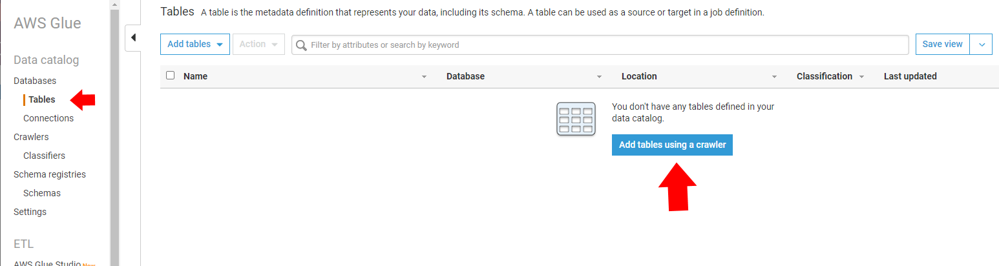 AWS Glue
Data catalog
Databases
Tables
Connections
Crawlers
Classifiers
Schema registries
Schemas
Settings
ETL
AWS Glue Studio New
Tables A table is the metadata definition that represents your data, including its schema. A table can be used as a source or target in a job definition.
Add tables Action Filter by attributes or search by keyword Save view
Name Database Location Classification Last updated
You don't have any tables defined in your
data catalog.
Add tables using a crawler